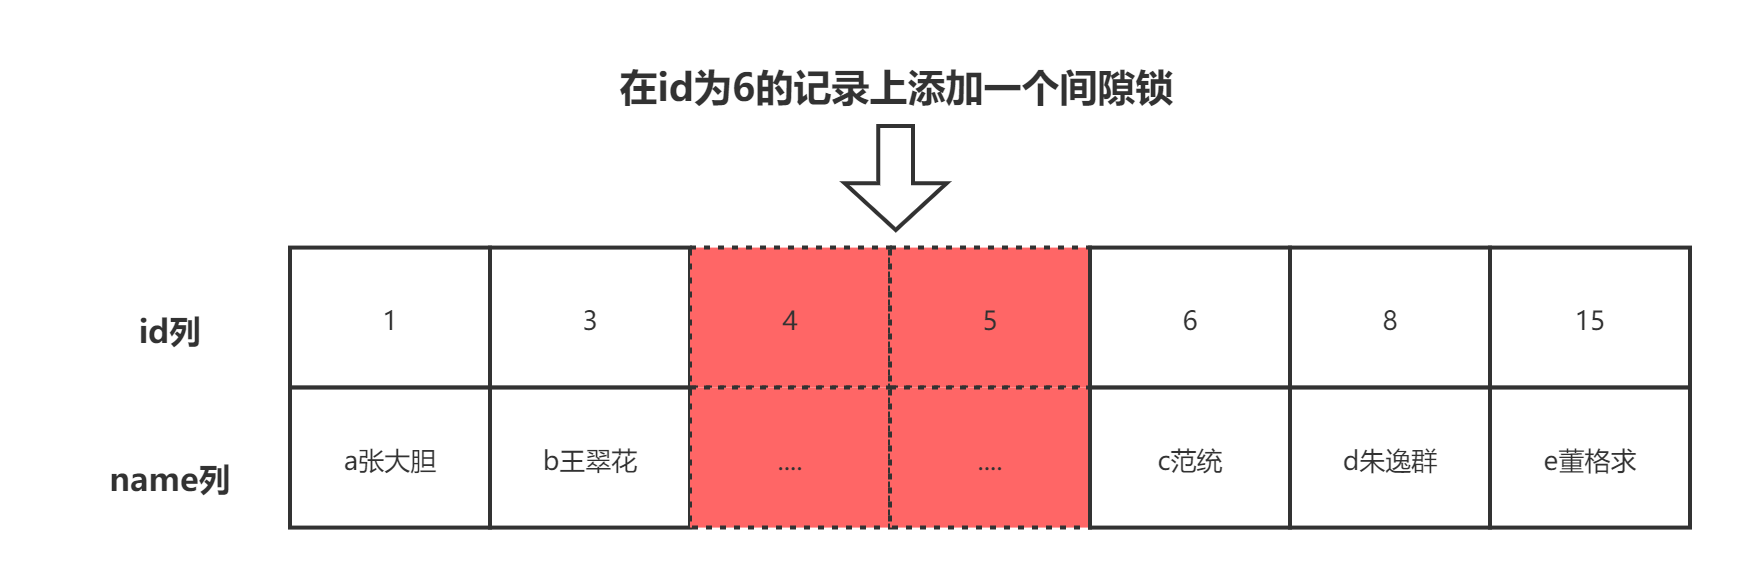 在id为6的记录上添加一个间隙锁
id列 1 3 4 5 6 8 15
name列 a张大胆 b王翠花 .... .... c范统 d朱逸群 e董格求